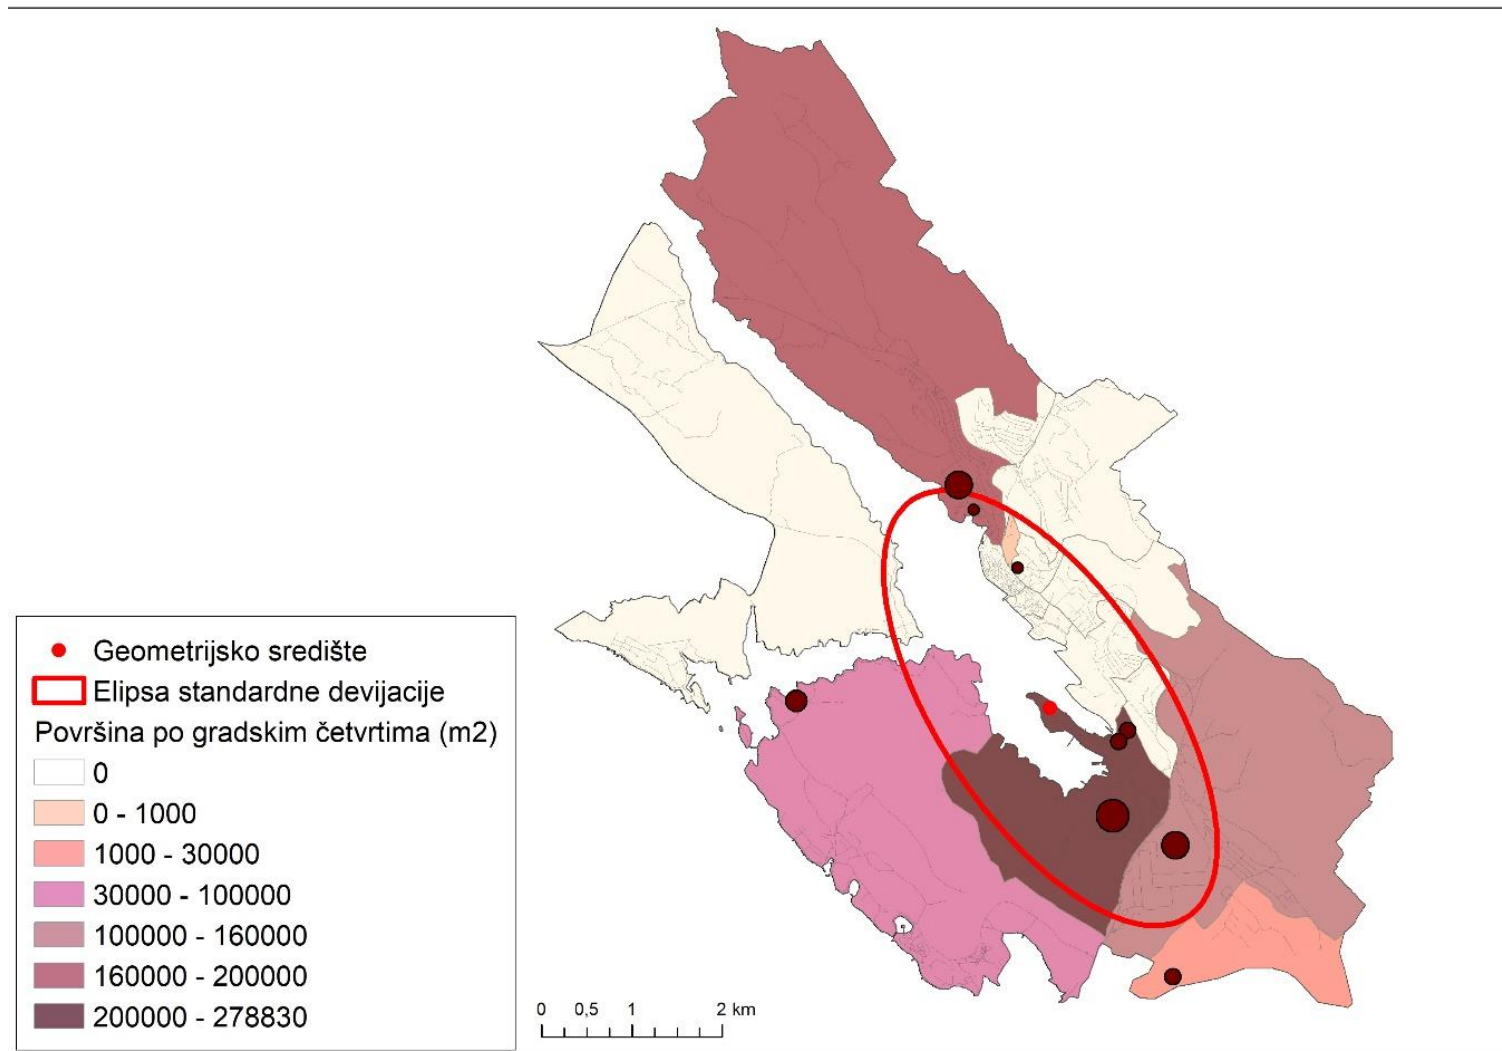 Geometrijsko središte
Elipsa standardne devijacije
Površina po gradskim četvrtima (m2)
0
0 - 1000
1000 - 30000
30000 - 100000
100000 - 160000
160000 - 200000
200000 - 278830
0 0,5 1 2 km